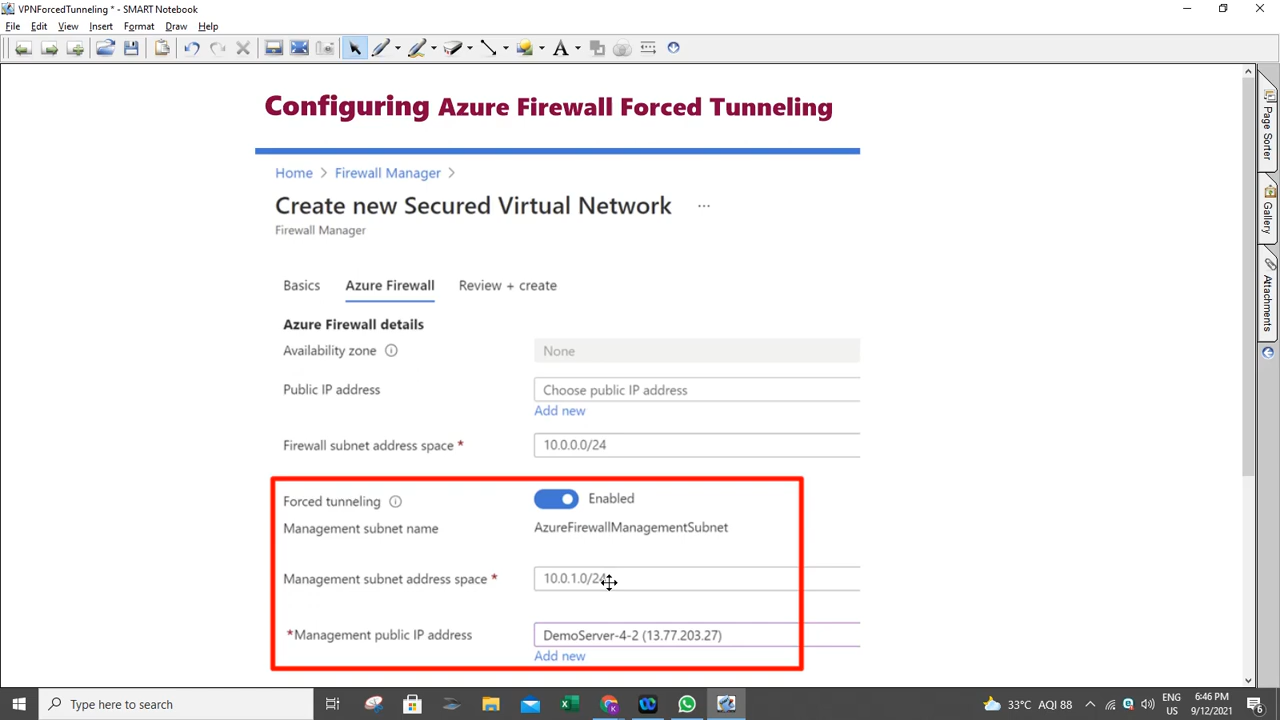 VPNForcedTunneling * - SMART Notebook
File Edit View Insert Format Draw Help
Configuring Azure Firewall Forced Tunneling
Home > Firewall Manager >
Create new Secured Virtual Network ...
Firewall Manager
Basics Azure Firewall Review + create
Azure Firewall details
Availability zone None
Public IP address Choose public IP address
Add new
Firewall subnet address space * 10.0.0.0/24
Forced tunneling Enabled
Management subnet name AzureFirewallManagementSubnet
Management subnet address space * 10.0.1.0/24
*Management public IP address DemoServer-4-2 (13.77.203.27)
Add new
Page Sorter
Gallery
Attachments
Type here to search
33°C AQI 88
ENG
US
6:46 PM
9/12/2021
6